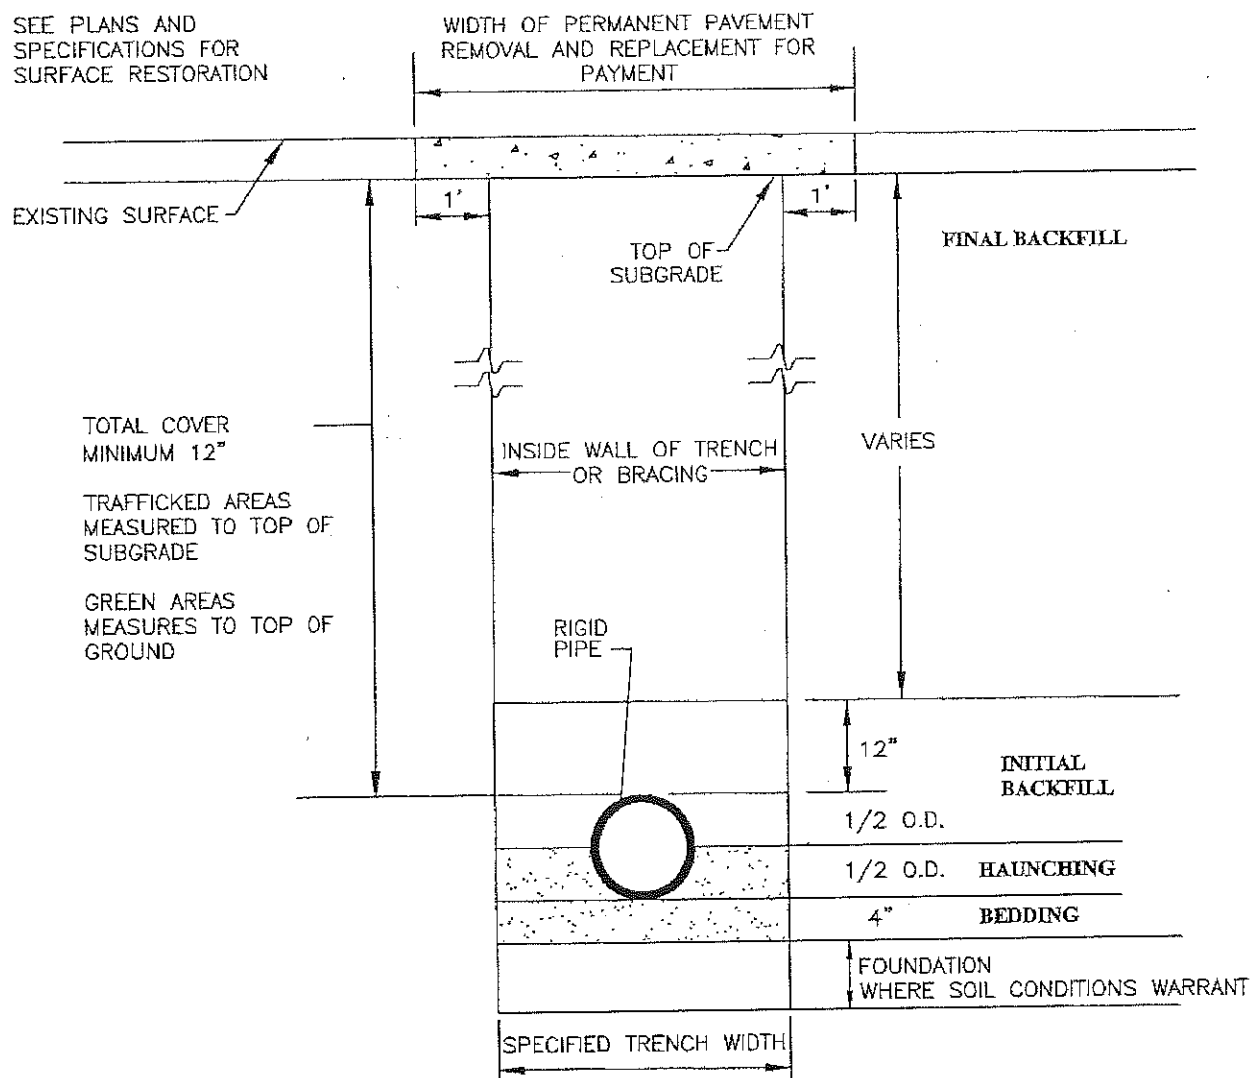 SEE PLANS AND
SPECIFICATIONS FOR
SURFACE RESTORATION
WIDTH OF PERMANENT PAVEMENT
REMOVAL AND REPLACEMENT FOR
PAYMENT
EXISTING SURFACE
1'
1'
TOP OF
SUBGRADE
FINAL BACKFILL
TOTAL COVER
MINIMUM 12"
TRAFFICKED AREAS
MEASURED TO TOP OF
SUBGRADE
GREEN AREAS
MEASURES TO TOP OF
GROUND
INSIDE WALL OF TRENCH
OR BRACING
VARIES
RIGID
PIPE
12"
INITIAL
BACKFILL
1/2 O.D.
1/2 O.D. HAUNCHING
4" BEDDING
FOUNDATION
WHERE SOIL CONDITIONS WARRANT
SPECIFIED TRENCH WIDTH